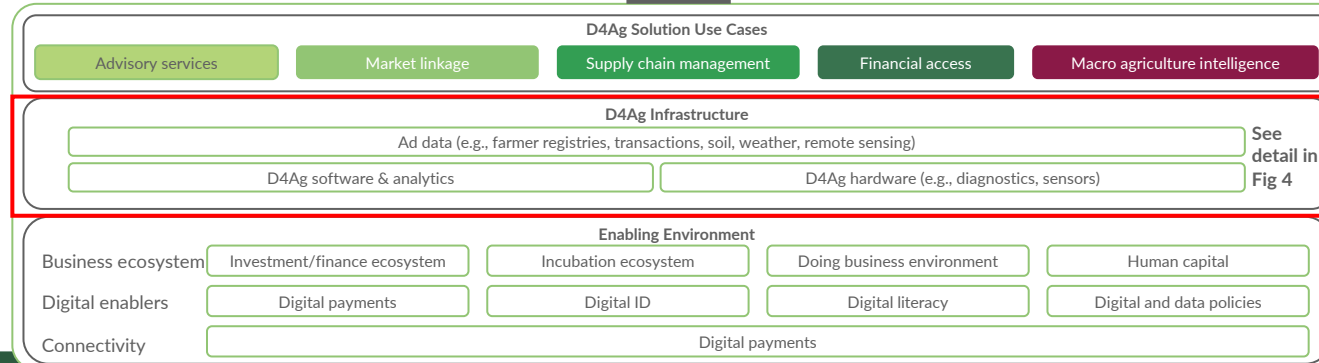 D4Ag Solution Use Cases
Advisory services
Market linkage
Supply chain management
Financial access
Macro agriculture intelligence
D4Ag Infrastructure
Ad data (e.g., farmer registries, transactions, soil, weather, remote sensing)
D4Ag software & analytics
D4Ag hardware (e.g., diagnostics, sensors)
See
detail in
Fig 4
Enabling Environment
Business ecosystem
Investment/finance ecosystem
Incubation ecosystem
Doing business environment
Human capital
Digital enablers
Digital payments
Digital ID
Digital literacy
Digital and data policies
Connectivity
Digital payments